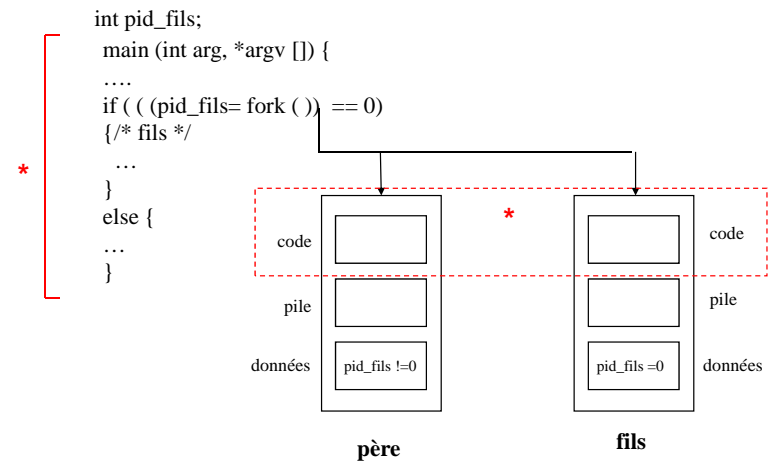 int pid_fils;
main (int arg, *argv []) {
….
if ( ( (pid_fils= fork ( )) == 0)
{/* fils */
…
}
else {
…
}
*
*
code
code
pile
pile
données
pid_fils !=0
pid_fils =0
données
père
fils